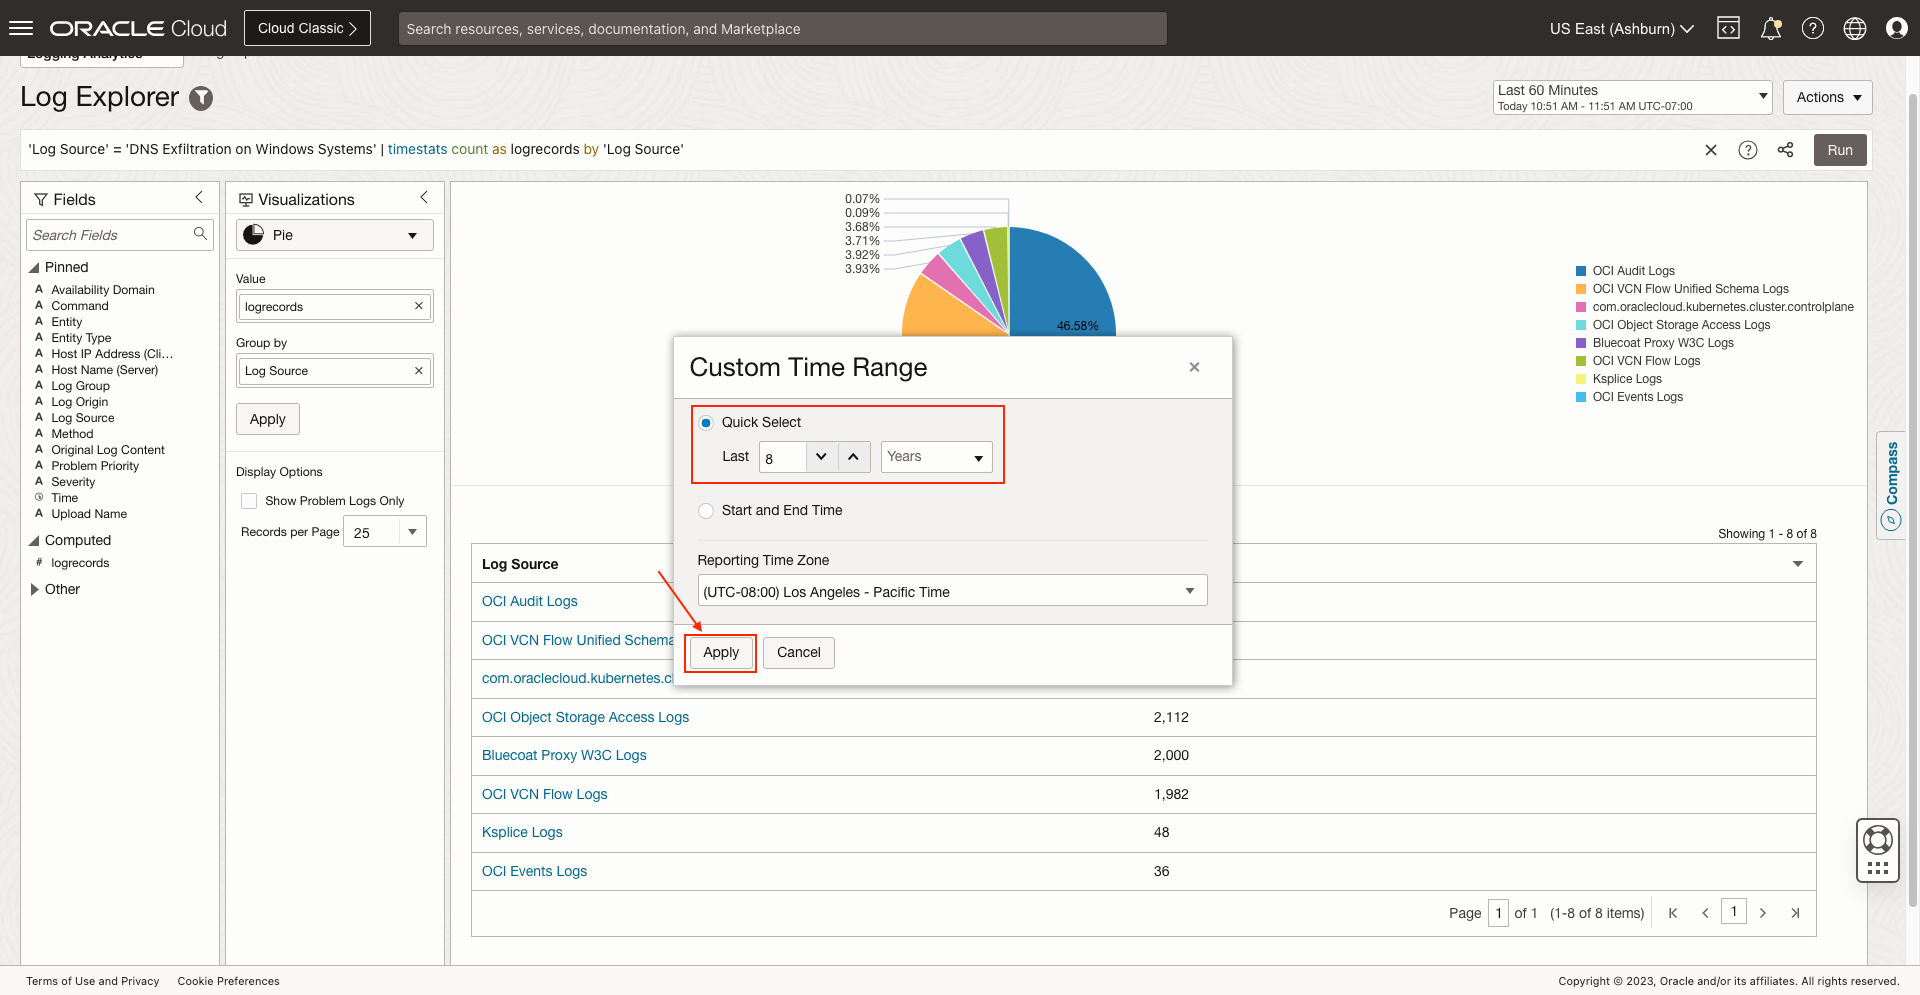 ORACLE Cloud
Cloud Classic
Search resources, services, documentation, and Marketplace
US East (Ashburn)
Logging Analytics
Log Explorer
Last 60 Minutes
Today 10:51 AM - 11:51 AM UTC-07:00
Actions
'Log Source' = 'DNS Exfiltration on Windows Systems' | timestats count as logrecords by 'Log Source'
Run
Fields
Search Fields
Pinned
Availability Domain
Command
Entity
Entity Type
Host IP Address (Cli...
Host Name (Server)
Log Group
Log Origin
Log Source
Method
Original Log Content
Problem Priority
Severity
Time
Upload Name
Computed
# logrecords
Other
Visualizations
Pie
Value
logrecords
Group by
Log Source
Apply
Display Options
Show Problem Logs Only
Records per Page 25
0.07%
0.09%
3.68%
3.71%
3.92%
3.93%
46.58%
OCI Audit Logs
OCI VCN Flow Unified Schema Logs
com.oraclecloud.kubernetes.cluster.controlplane
OCI Object Storage Access Logs
Bluecoat Proxy W3C Logs
OCI VCN Flow Logs
Ksplice Logs
OCI Events Logs
Custom Time Range
Quick Select
Last 8 Years
Start and End Time
Reporting Time Zone
(UTC-08:00) Los Angeles - Pacific Time
Apply
Cancel
Compass
Showing 1 - 8 of 8
Log Source
OCI Audit Logs
OCI VCN Flow Unified Schema
com.oraclecloud.kubernetes.c
OCI Object Storage Access Logs 2,112
Bluecoat Proxy W3C Logs 2,000
OCI VCN Flow Logs 1,982
Ksplice Logs 48
OCI Events Logs 36
Page 1 of 1 (1-8 of 8 items) 1
Terms of Use and Privacy
Cookie Preferences
Copyright © 2023, Oracle and/or its affiliates. All rights reserved.